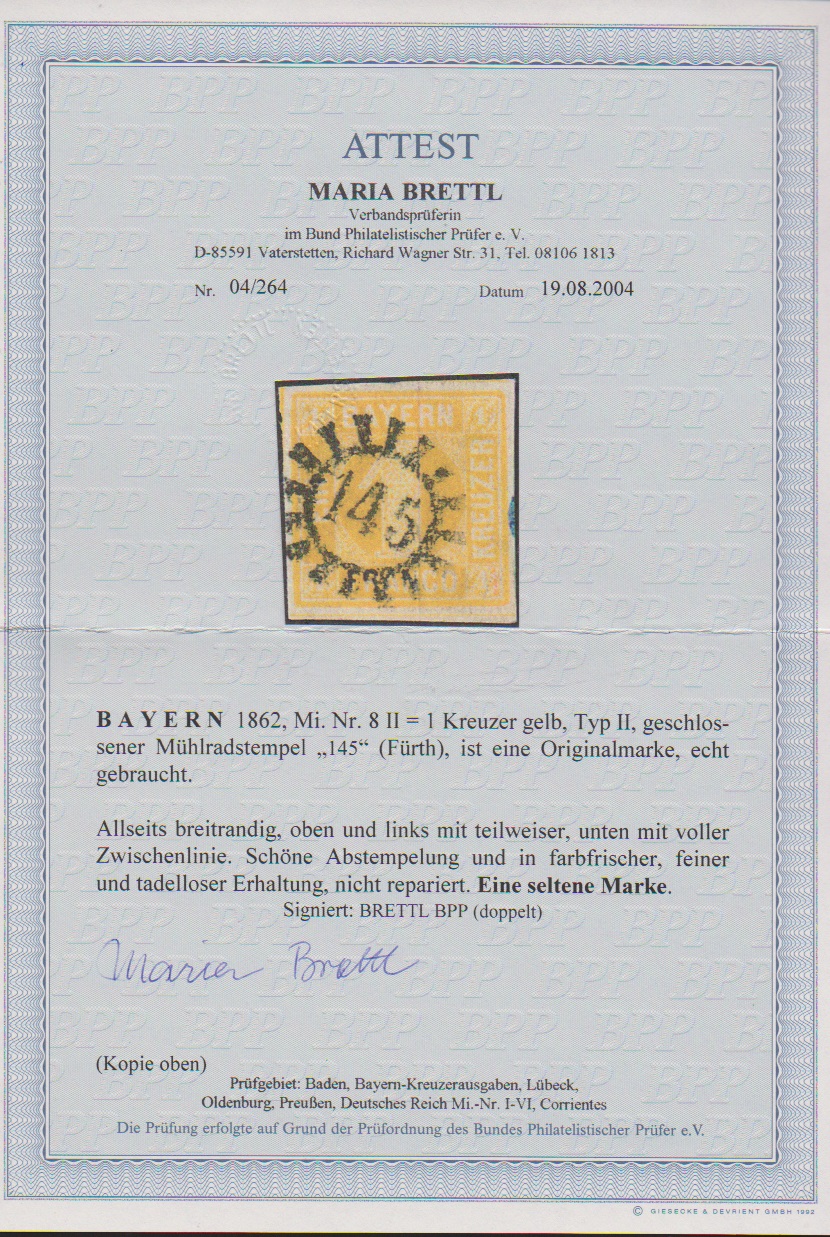 ATTEST
MARIA BRETTL
Verbandsprüferin
im Bund Philatelistischer Prüfer e. V.
D-85591 Vaterstetten, Richard Wagner Str. 31, Tel. 08106 1813
Nr. 04/264 Datum 19.08.2004
1 BAYERN 1
KREUZER
145
B A Y E R N 1862, Mi. Nr. 8 II = 1 Kreuzer gelb, Typ II, geschlos-
sener Mühlradstempel „145“ (Fürth), ist eine Originalmarke, echt
gebraucht.
Allseits breitrandig, oben und links mit teilweiser, unten mit voller
Zwischenlinie. Schöne Abstempelung und in farbfrischer, feiner
und tadelloser Erhaltung, nicht repariert. Eine seltene Marke.
Signiert: BRETTL BPP (doppelt)
Maria Brettl
(Kopie oben)
Prüfgebiet: Baden, Bayern-Kreuzerausgaben, Lübeck,
Oldenburg, Preußen, Deutsches Reich Mi.-Nr. I-VI, Corrientes
Die Prüfung erfolgte auf Grund der Prüfordnung des Bundes Philatelistischer Prüfer e.V.
© GIESECKE & DEVRIENT GMBH 1992